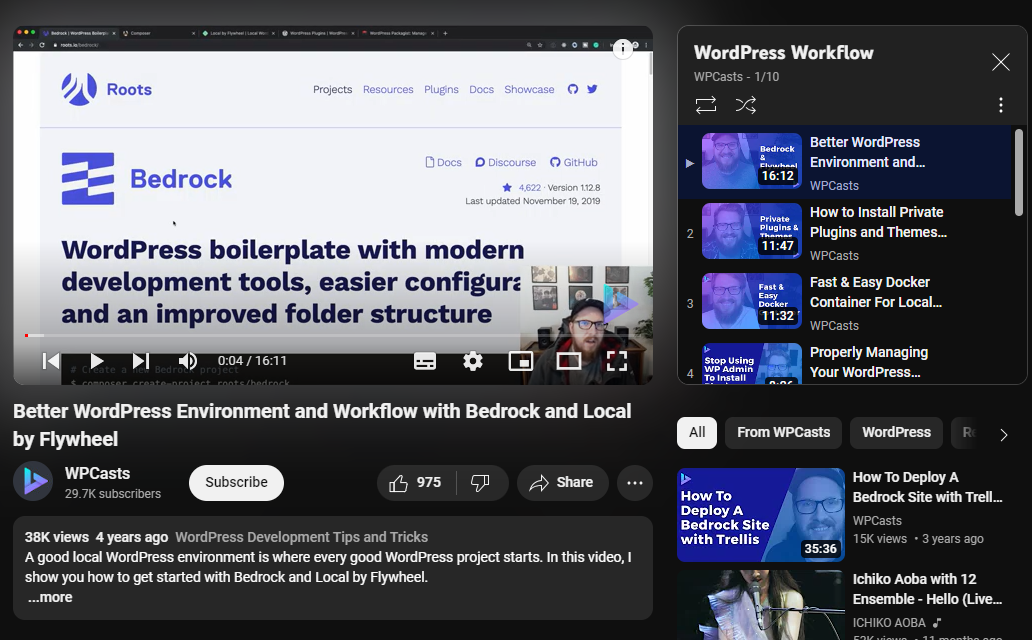 Bedrock | WordPress Boilerp
Composer
Local by Flywheel | Local Wor
WordPress Plugins | WordPr
WordPress Packagist: Manag
roots.io/bedrock/
Roots
Projects Resources Plugins Docs Showcase
Docs Discourse GitHub
Bedrock
4,622 · Version 1.12.8
Last updated November 19, 2019
WordPress boilerplate with modern
development tools, easier configura
and an improved folder structure
# Create a new Bedrock project
$ composer create-project roots/bedrock
0:04 / 16:11
Better WordPress Environment and Workflow with Bedrock and Local
by Flywheel
WPCasts
29.7K subscribers
Subscribe
975
Share
38K views 4 years ago WordPress Development Tips and Tricks
A good local WordPress environment is where every good WordPress project starts. In this video, I
show you how to get started with Bedrock and Local by Flywheel.
...more
WordPress Workflow
WPCasts - 1/10
Bedrock
&
Flywheel
16:12
Better WordPress
Environment and...
WPCasts
2
Private
Plugins &
Themes
11:47
How to Install Private
Plugins and Themes...
WPCasts
3
Fast &
Easy
Docker
11:32
Fast & Easy Docker
Container For Local...
WPCasts
4
Stop Using
WP Admin
To Install
Properly Managing
Your WordPress...
All
From WPCasts
WordPress
Re
How To
Deploy A
Bedrock Site
with Trellis
35:36
How To Deploy A
Bedrock Site with Trell...
WPCasts
15K views • 3 years ago
Ichiko Aoba with 12
Ensemble - Hello (Live...
ICHIKO AOBA
52K views • 11 months ago